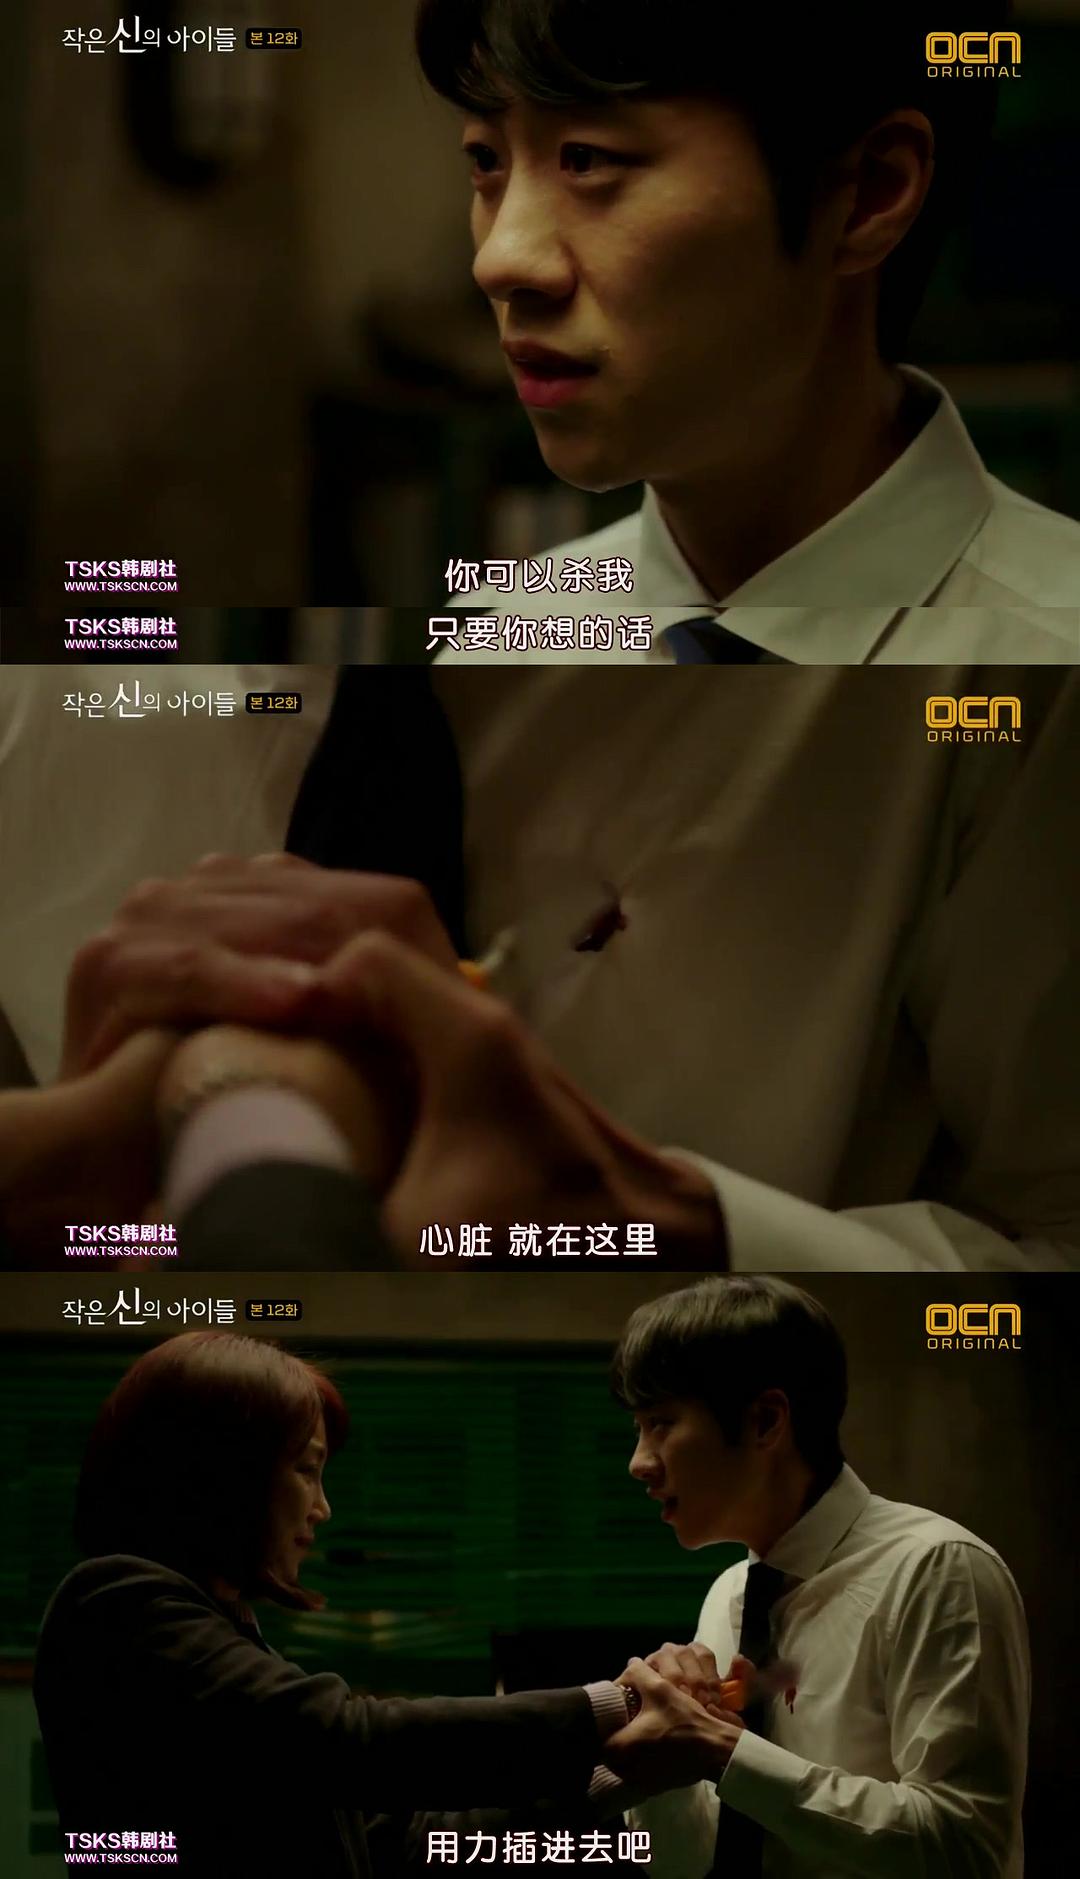 작은 신의 아이들 본 12화
OCN
ORIGINAL
TSKS韩剧社
WWW.TSKSCN.COM
你可以杀我
TSKS韩剧社
WWW.TSKSCN.COM
只要你想的话
작은 신의 아이들 본 12화
OCN
ORIGINAL
TSKS韩剧社
WWW.TSKSCN.COM
心脏 就在这里
작은 신의 아이들 본 12화
OCN
ORIGINAL
TSKS韩剧社
WWW.TSKSCN.COM
用力插进去吧